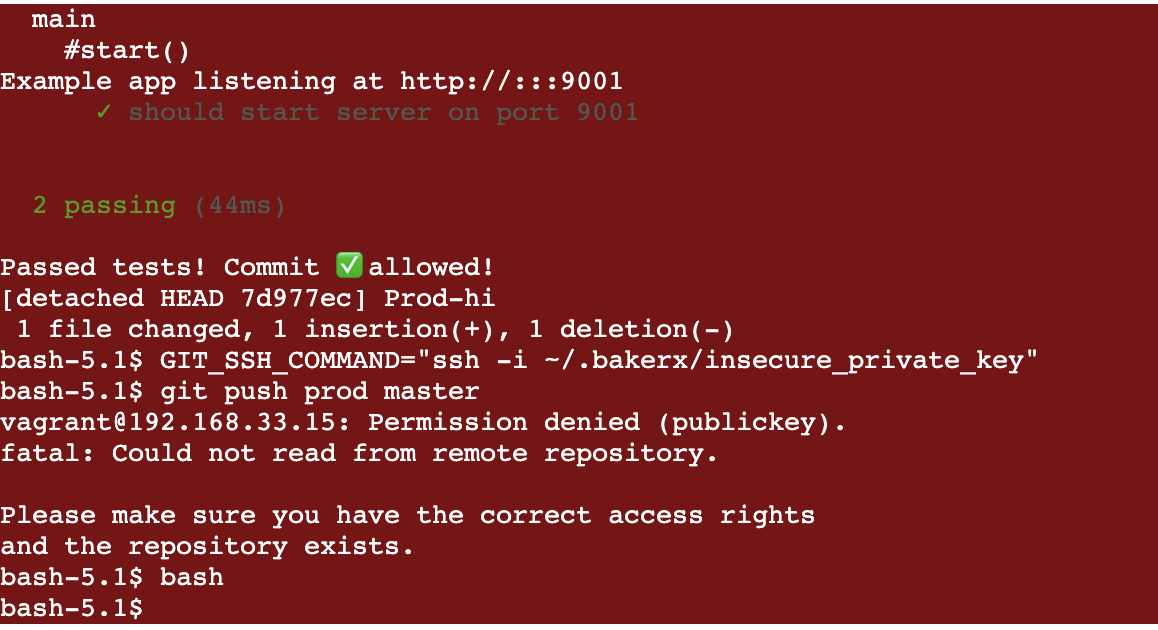 main
#start()
Example app listening at http://:::9001
✓ should start server on port 9001
2 passing (44ms)
Passed tests! Commit ✅ allowed!
[detached HEAD 7d977ec] Prod-hi
1 file changed, 1 insertion(+), 1 deletion(-)
bash-5.1$ GIT_SSH_COMMAND="ssh -i ~/.bakerx/insecure_private_key"
bash-5.1$ git push prod master
vagrant@192.168.33.15: Permission denied (publickey).
fatal: Could not read from remote repository.
Please make sure you have the correct access rights
and the repository exists.
bash-5.1$ bash
bash-5.1$